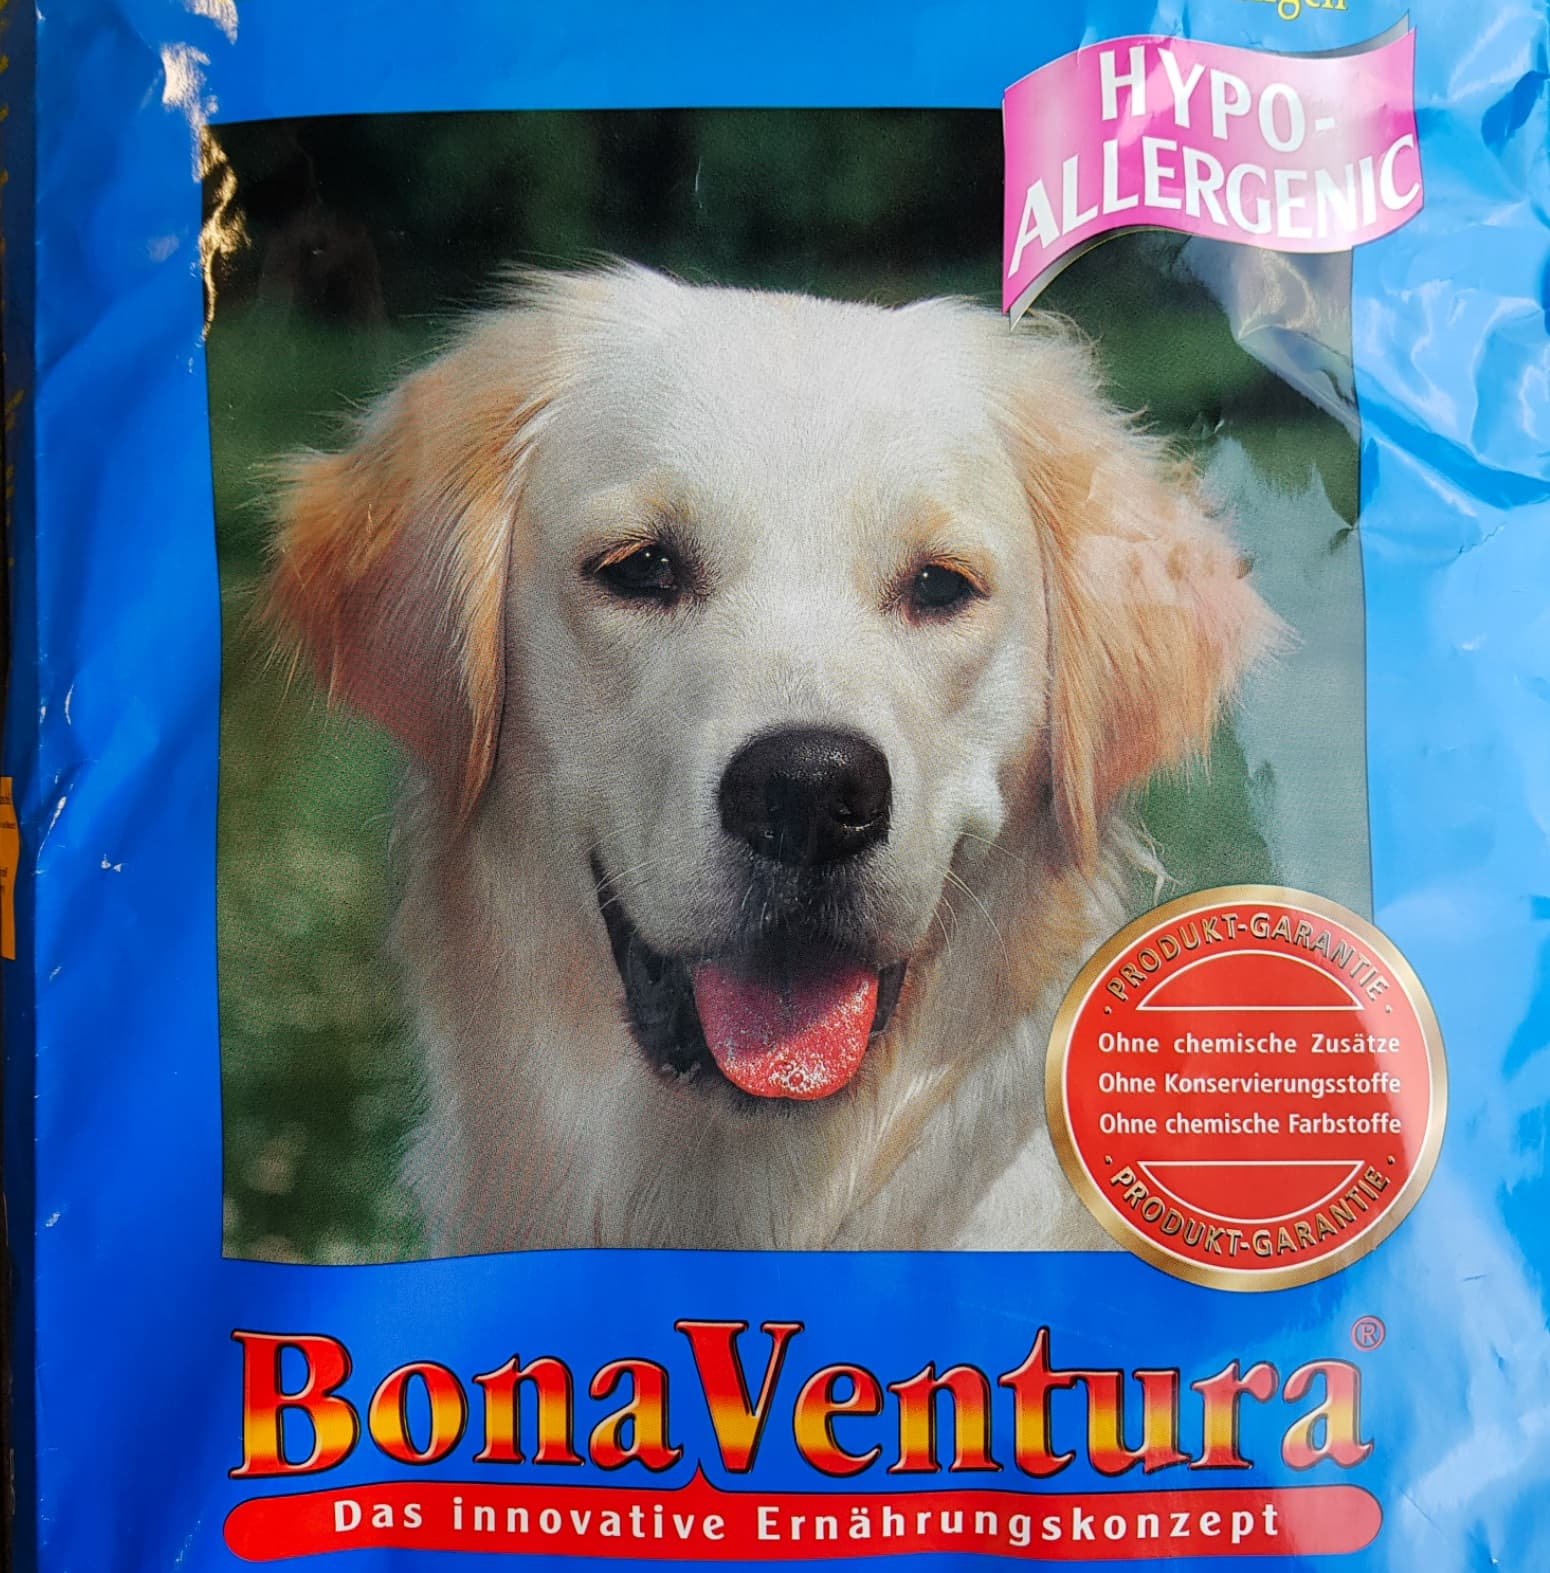 HYPO-
ALLERGENIC
· PRODUKT-GARANTIE ·
Ohne chemische Zusätze
Ohne Konservierungsstoffe
Ohne chemische Farbstoffe
· PRODUKT-GARANTIE ·
BonaVentura®
Das innovative Ernährungskonzept